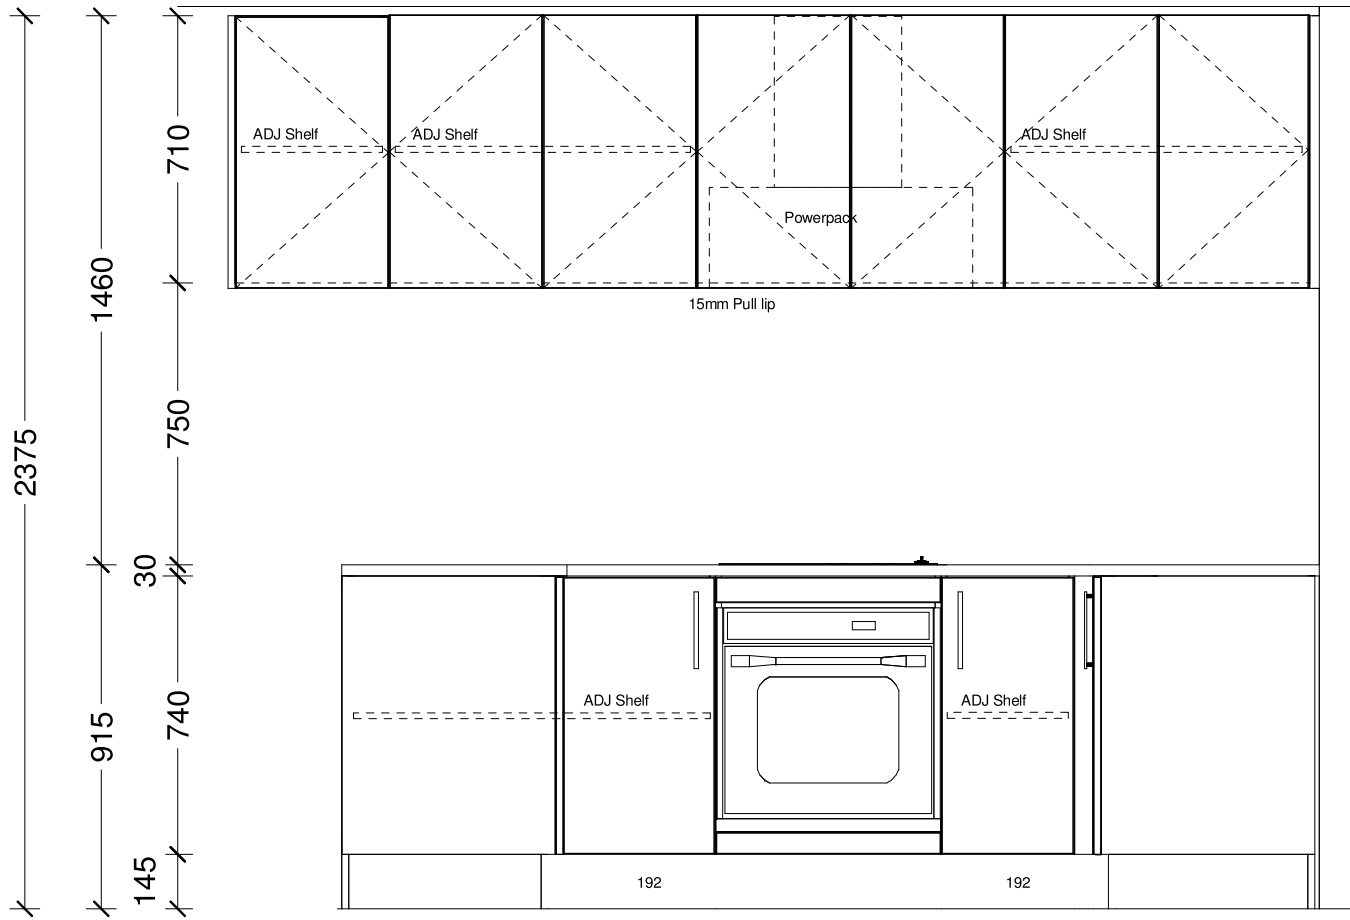 ADJ Shelf
ADJ Shelf
ADJ Shelf
710
Powerpack
1460
15mm Pull lip
750
2375
30
ADJ Shelf
ADJ Shelf
740
915
145
192
192